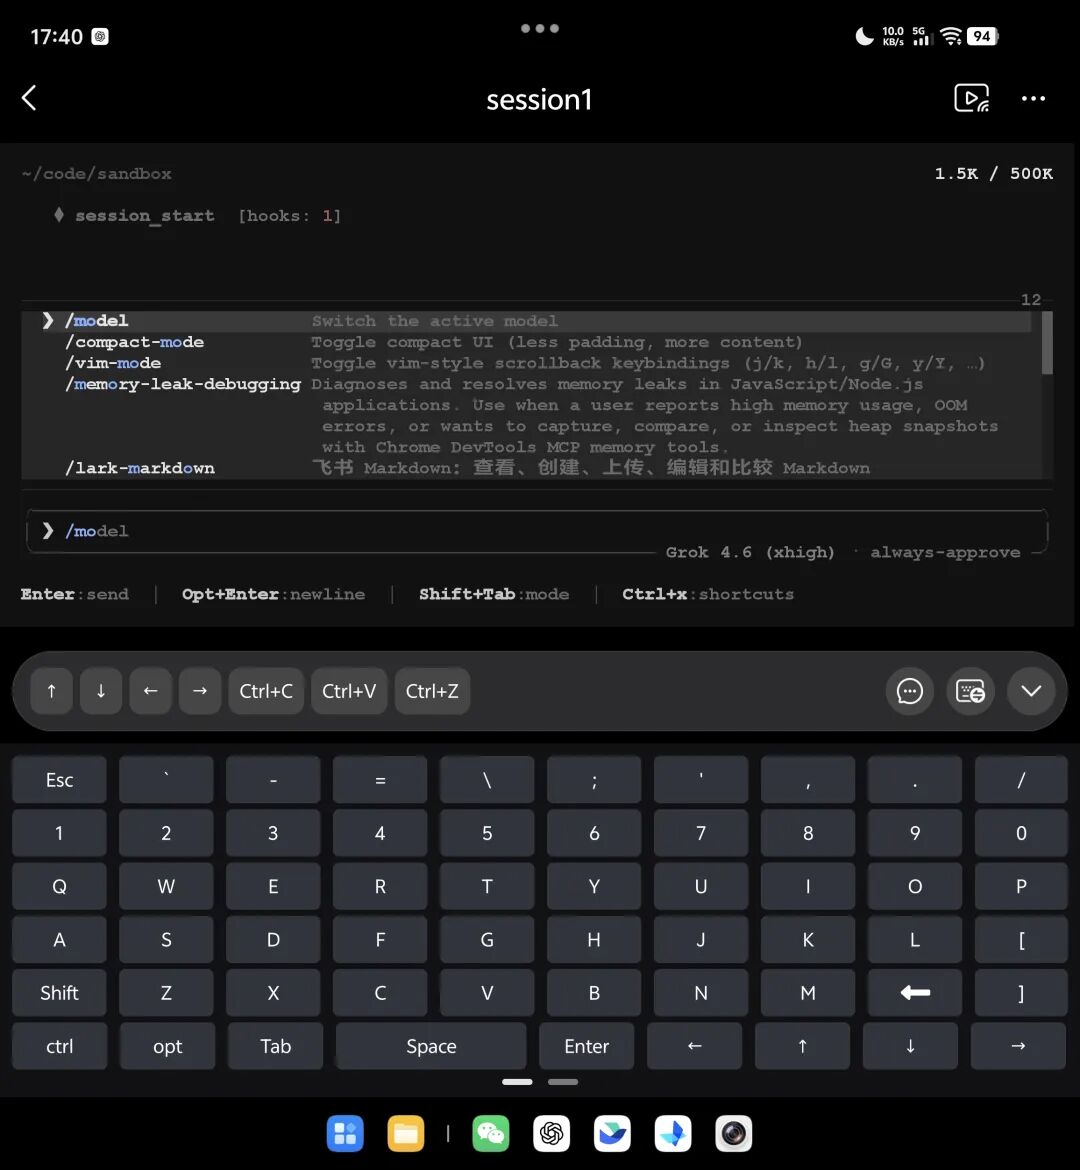 17:40
10.0 KB/s 5G 94
session1
~/code/sandbox 1.5K / 500K
session_start [hooks: 1]
12
❯ /model Switch the active model
/compact-mode Toggle compact UI (less padding, more content)
/vim-mode Toggle vim-style scrollback keybindings (j/k, h/l, g/G, y/Y, …)
/memory-leak-debugging Diagnoses and resolves memory leaks in JavaScript/Node.js
applications. Use when a user reports high memory usage, OOM
errors, or wants to capture, compare, or inspect heap snapshots
with Chrome DevTools MCP memory tools.
/lark-markdown 飞书 Markdown: 查看、创建、上传、编辑和比较 Markdown
❯ /model
Grok 4.6 (xhigh) · always-approve
Enter:send | Opt+Enter:newline | Shift+Tab:mode | Ctrl+x:shortcuts
↑ ↓ ← → Ctrl+C Ctrl+V Ctrl+Z
Esc ` - = \ ; ' , . /
1 2 3 4 5 6 7 8 9 0
Q W E R T Y U I O P
A S D F G H J K L [
Shift Z X C V B N M ← ]
ctrl opt Tab Space Enter ← ↑ ↓ →